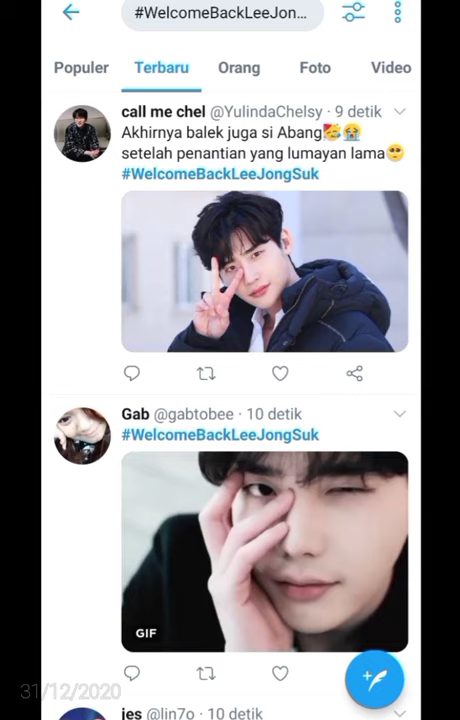 #WelcomeBackLeeJon...
Populer
Terbaru
Orang
Foto
Video
call me chel @YulindaChelsy · 9 detik
Akhirnya balek juga si Abang🥳😭
setelah penantian yang lumayan lama🥺
#WelcomeBackLeeJongSuk
Gab @gabtobee · 10 detik
#WelcomeBackLeeJongSuk
GIF
31/12/2020
jes @lin7o · 10 detik